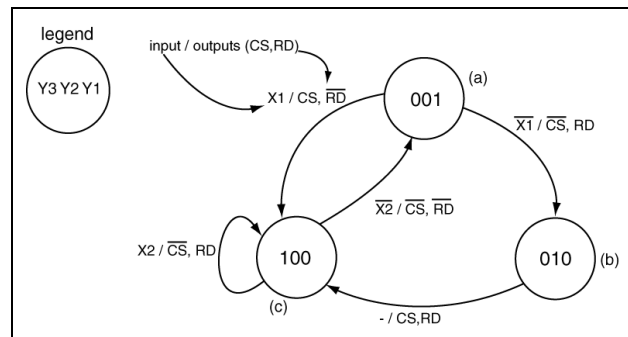 legend
Y3 Y2 Y1
input / outputs (CS,RD)
X1 / CS, R̅D̅
001
(a)
X̅1̅ / C̅S̅, RD
X̅2̅ / C̅S̅, R̅D̅
X2 / C̅S̅, RD
100
(c)
010
(b)
- / CS,RD